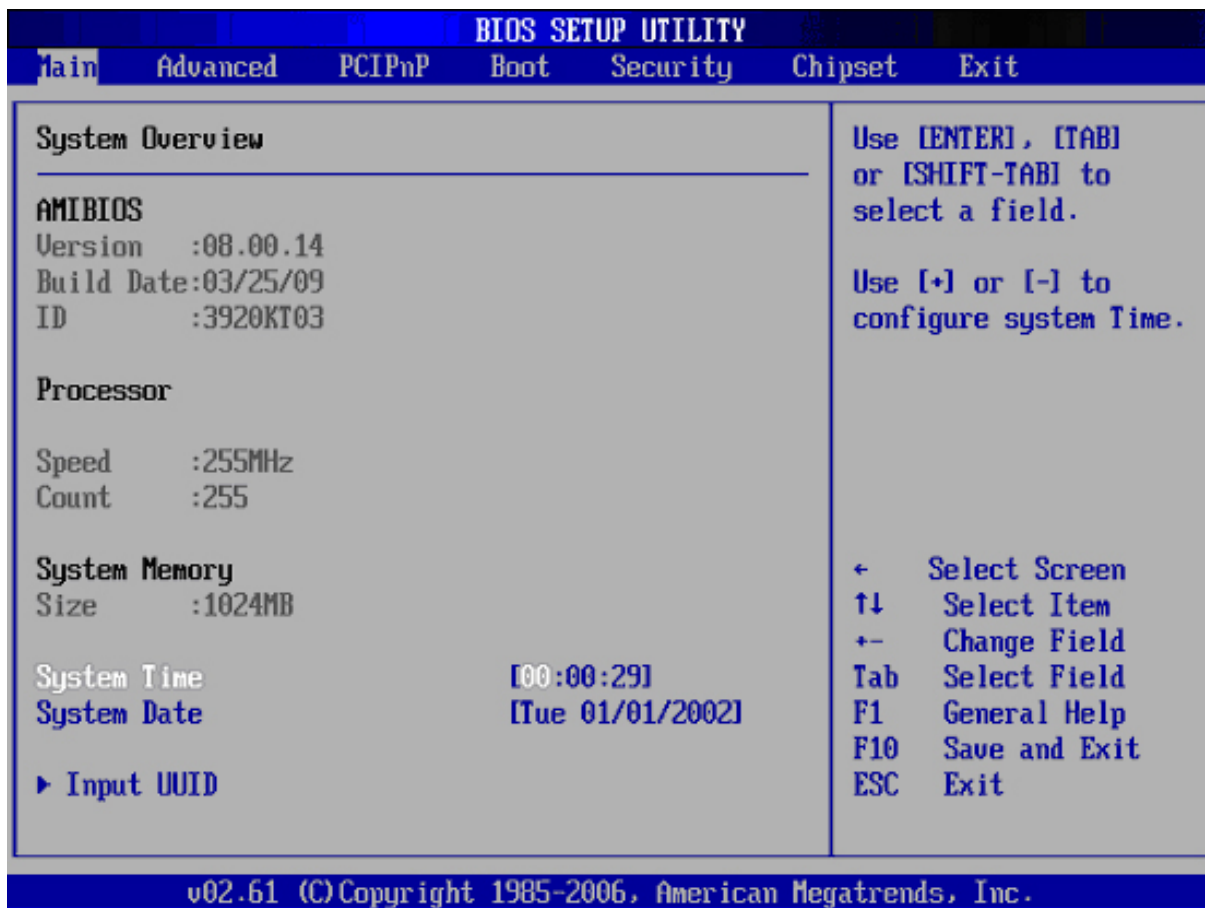 BIOS SETUP UTILITY
Main Advanced PCIPnP Boot Security Chipset Exit
System Overview
AMIBIOS
Version :08.00.14
Build Date:03/25/09
ID :3920KT03
Processor
Speed :255MHz
Count :255
System Memory
Size :1024MB
System Time [00:00:29]
System Date [Tue 01/01/2002]
▶ Input UUID
Use [ENTER], [TAB]
or [SHIFT-TAB] to
select a field.
Use [+] or [-] to
configure system Time.
← Select Screen
↑↓ Select Item
+- Change Field
Tab Select Field
F1 General Help
F10 Save and Exit
ESC Exit
v02.61 (C)Copyright 1985-2006, American Megatrends, Inc.